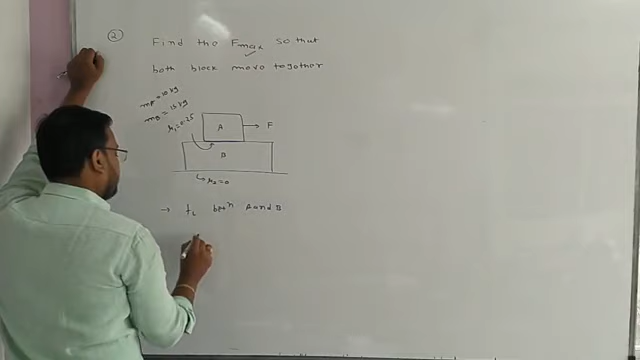 ② Find the Fmax so that
both block move together
mA = 10 kg
mB = 15 kg
μ1 = 0.25
A
F
B
μ2 = 0
→ fL betn A and B